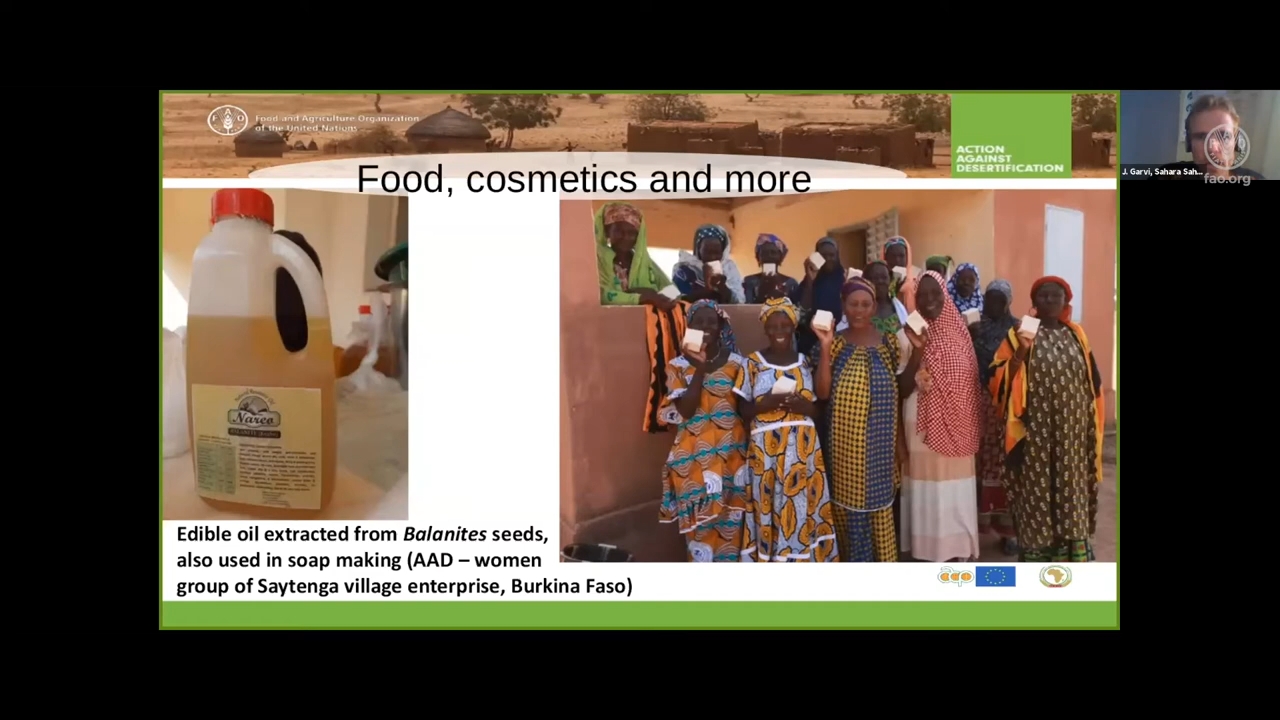 FAO
Food and Agriculture Organization
of the United Nations
ACTION
AGAINST
DESERTIFICATION
J. Garvi, Sahara Sah...
fao.org
Food, cosmetics and more
Nareo
Edible oil extracted from Balanites seeds,
also used in soap making (AAD – women
group of Saytenga village enterprise, Burkina Faso)